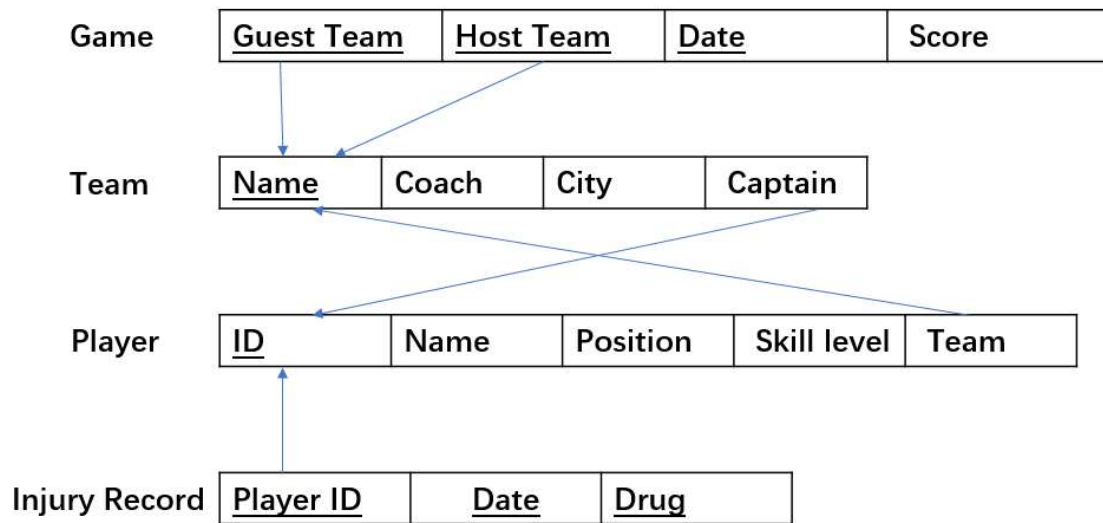 Game Guest Team Host Team Date Score
Team Name Coach City Captain
Player ID Name Position Skill level Team
Injury Record Player ID Date Drug